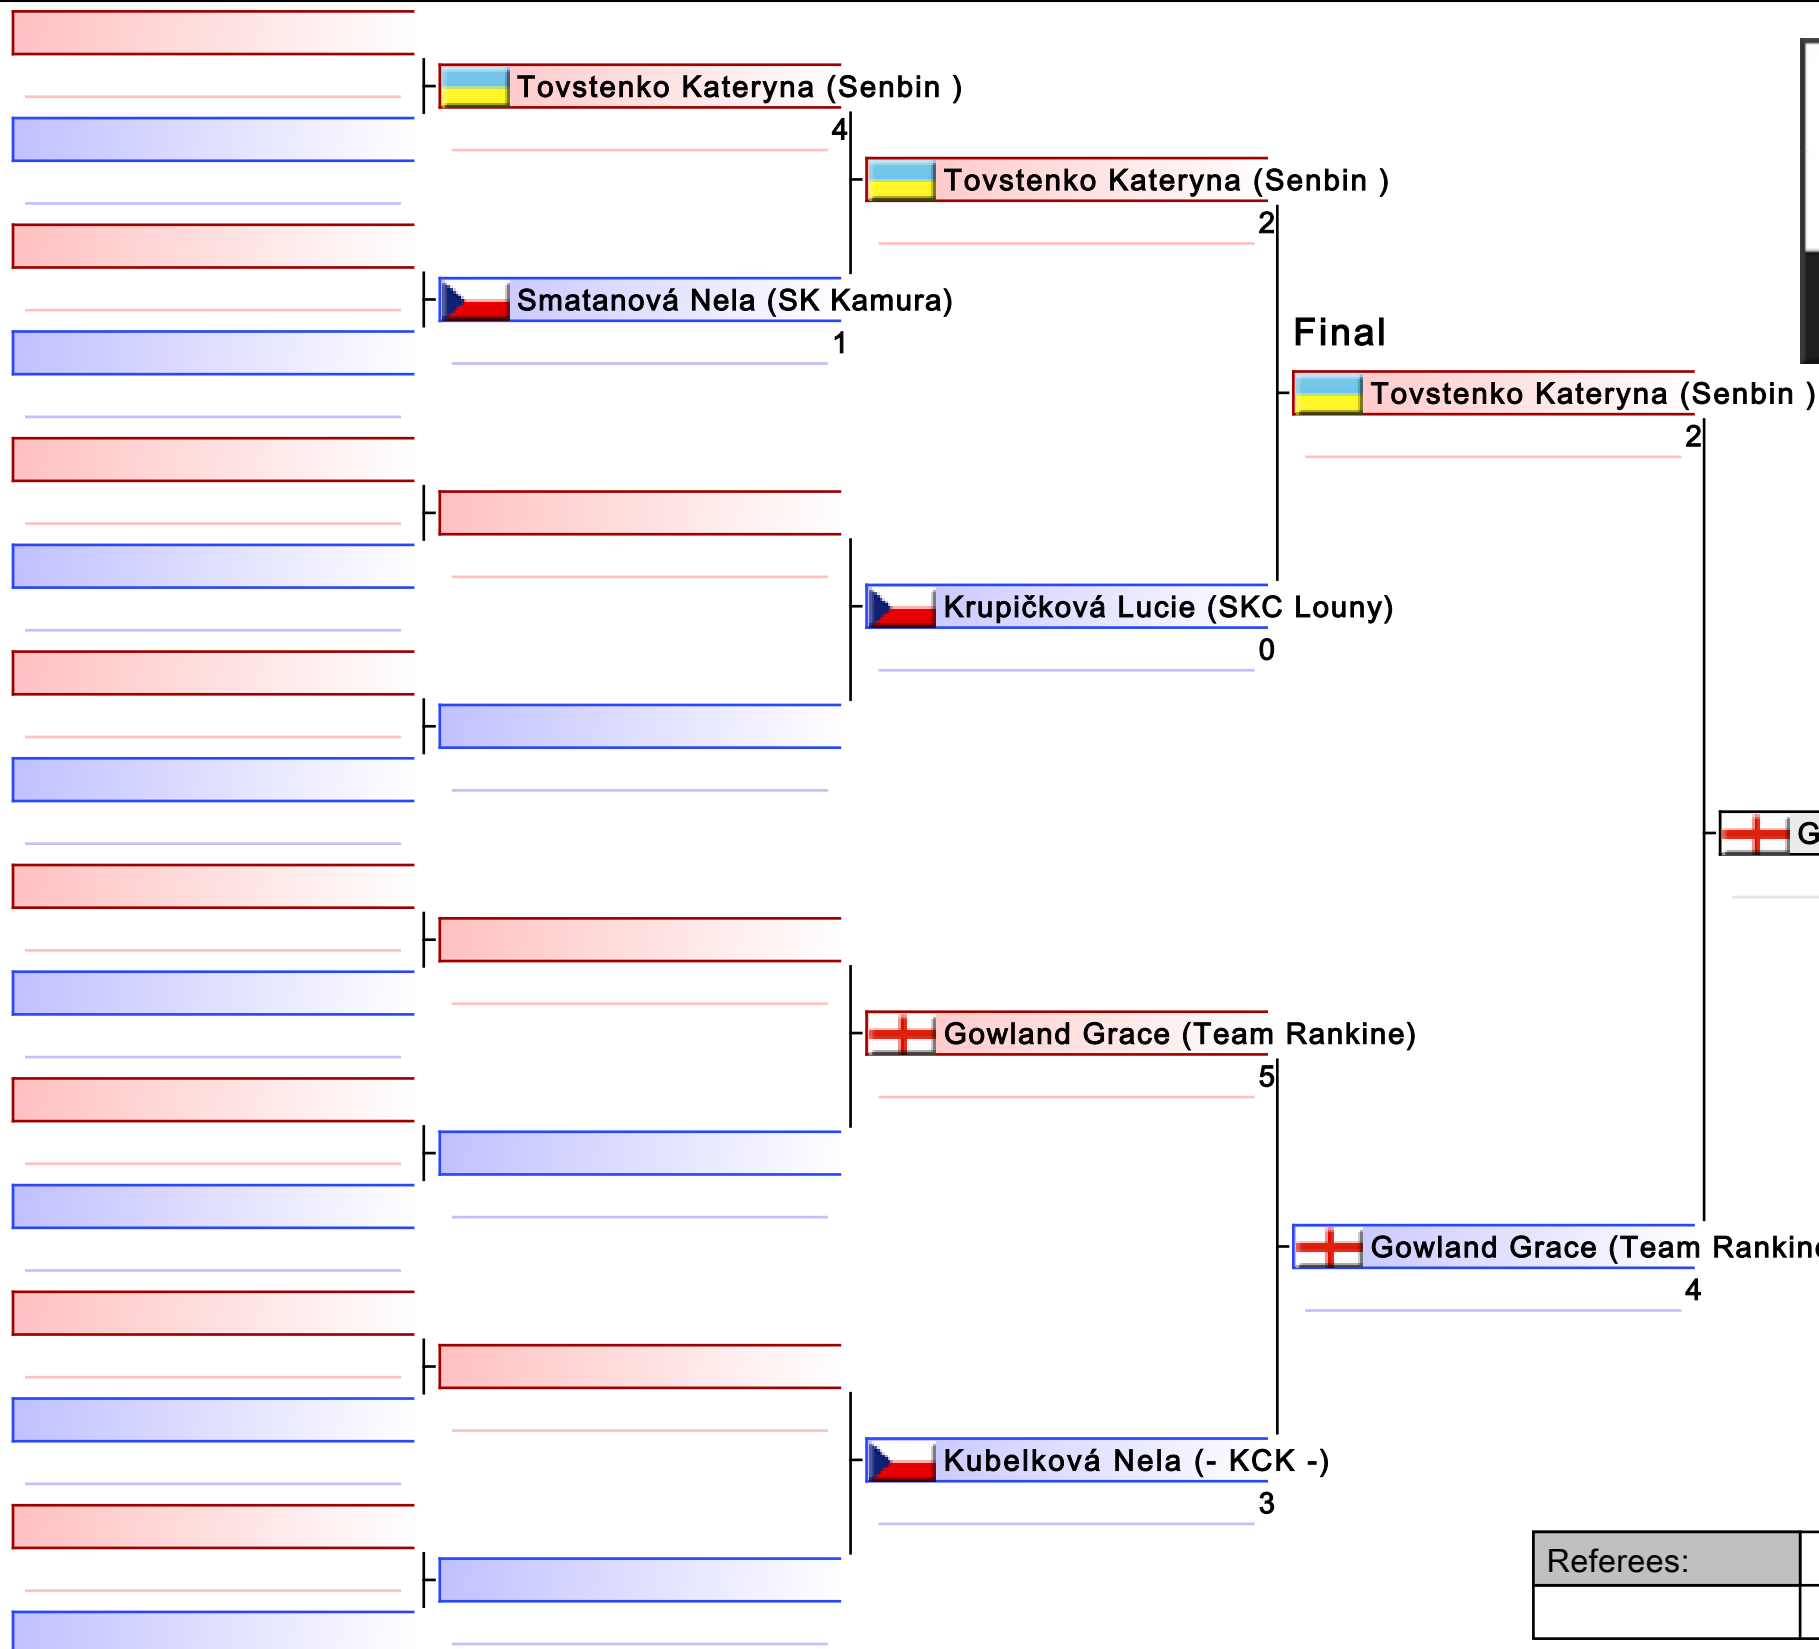 Tovstenko Kateryna (Senbin )
4
Tovstenko Kateryna (Senbin )
2
Smatanová Nela (SK Kamura)
1
Final
Tovstenko Kateryna (Senbin )
2
Krupičková Lucie (SKC Louny)
0
G
Gowland Grace (Team Rankine)
5
Gowland Grace (Team Rankine
4
Kubelková Nela (- KCK -)
3
Referees: